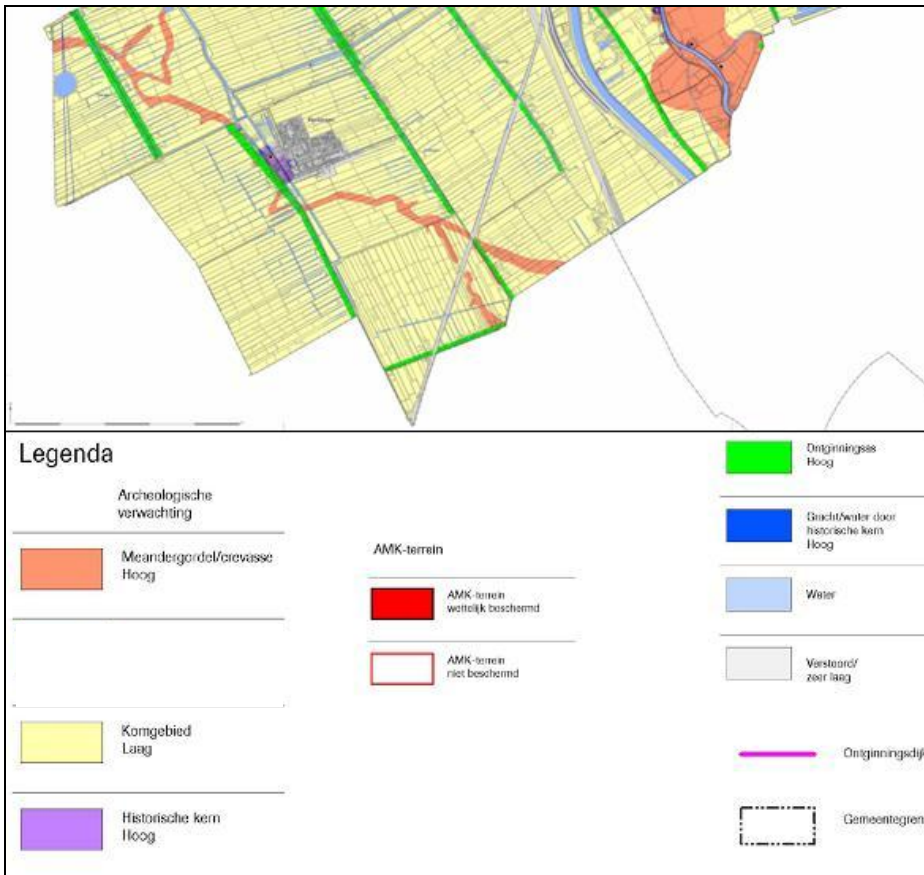 Legenda
Archeologische
verwachting
Meandergordel/crevasse
Hoog
Komgebied
Laag
Historische kern
Hoog
AMK-terrein
AMK-terrein
wettelijk beschermd
AMK-terrein
niet beschermd
Ontginningsas
Hoog
Gracht/water door
historische kern
Hoog
Water
Verstoord/
zeer laag
Ontginningsdijk
Gemeentegren